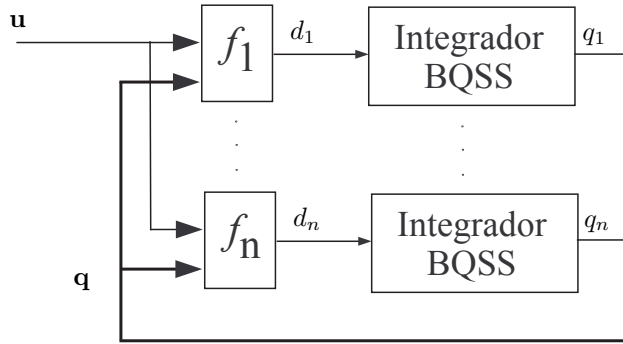 u
f1
d1
Integrador
BQSS
q1
fn
dn
Integrador
BQSS
qn
q